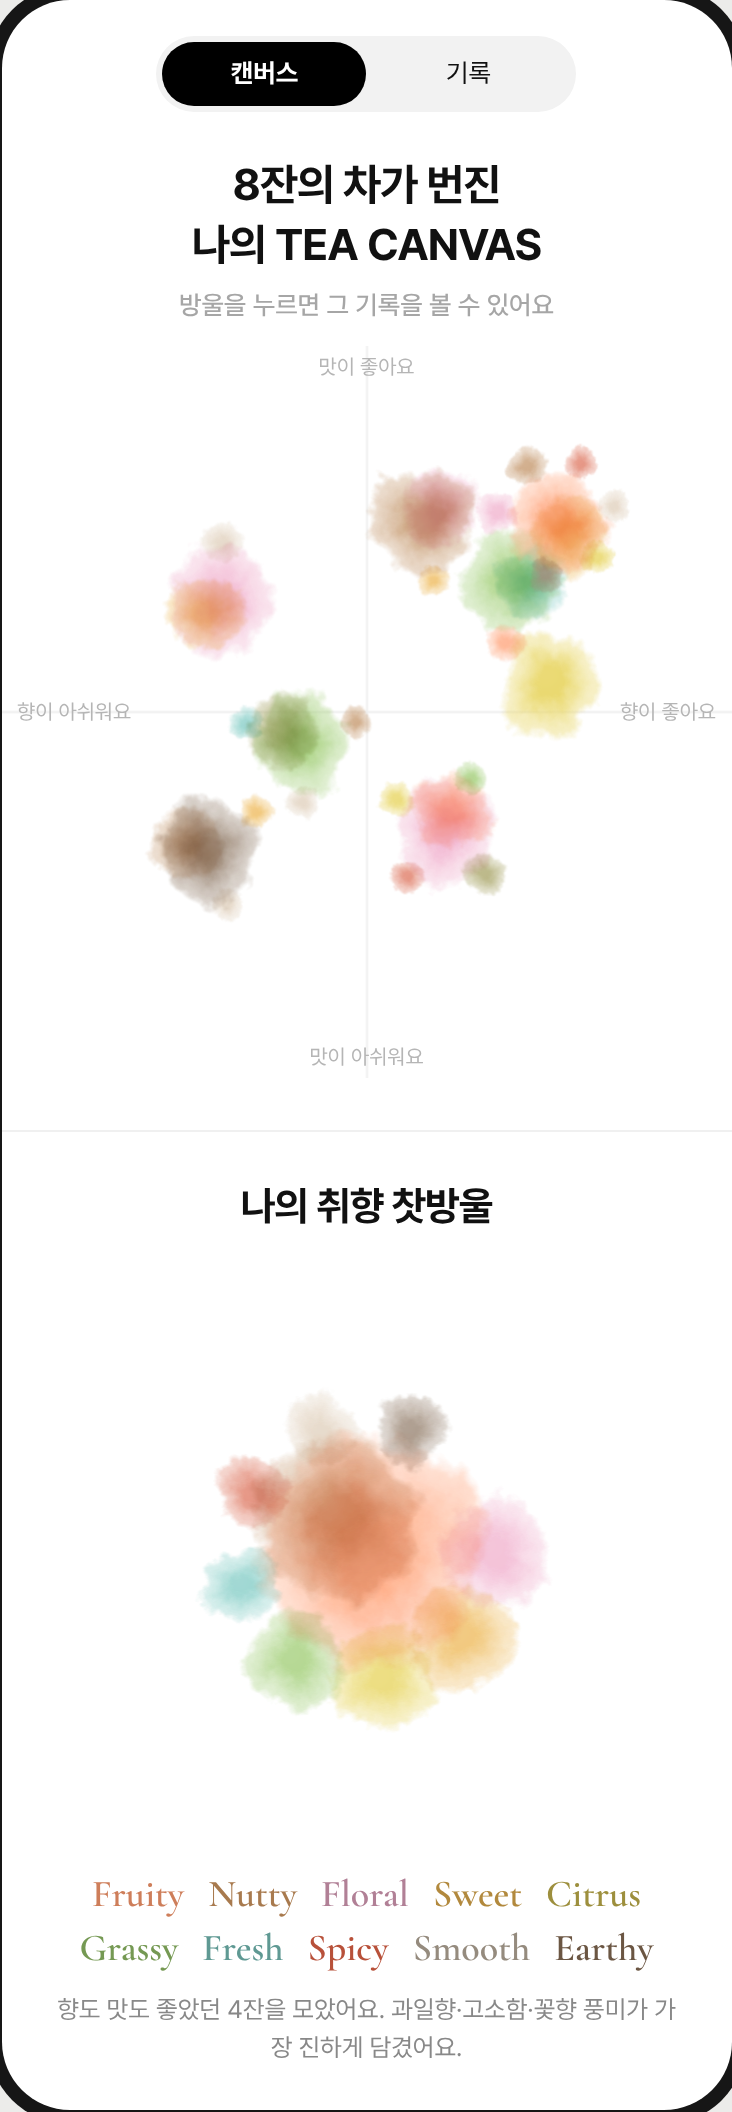 캔버스
기록
8잔의 차가 번진
나의 TEA CANVAS
방울을 누르면 그 기록을 볼 수 있어요
맛이 좋아요
향이 아쉬워요
향이 좋아요
맛이 아쉬워요
나의 취향 찻방울
Fruity Nutty Floral Sweet Citrus
Grassy Fresh Spicy Smooth Earthy
향도 맛도 좋았던 4잔을 모았어요. 과일향·고소함·꽃향 풍미가 가
장 진하게 담겼어요.